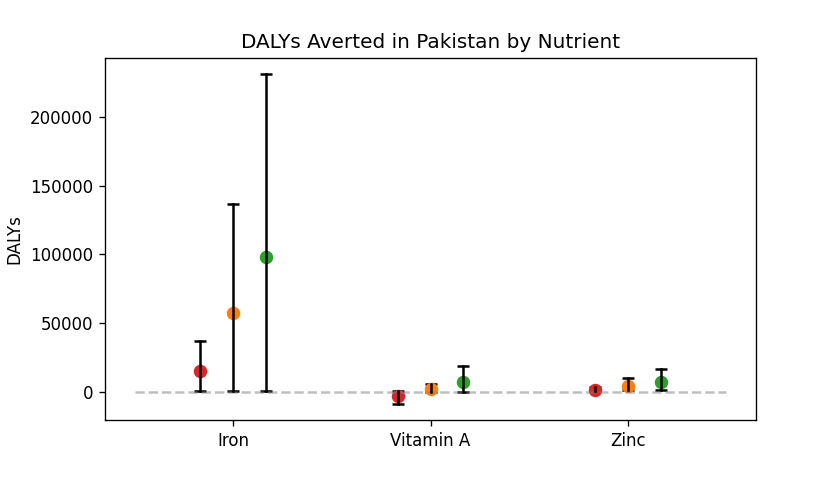 DALYs Averted in Pakistan by Nutrient
DALYs
200000
150000
100000
50000
0
Iron
Vitamin A
Zinc